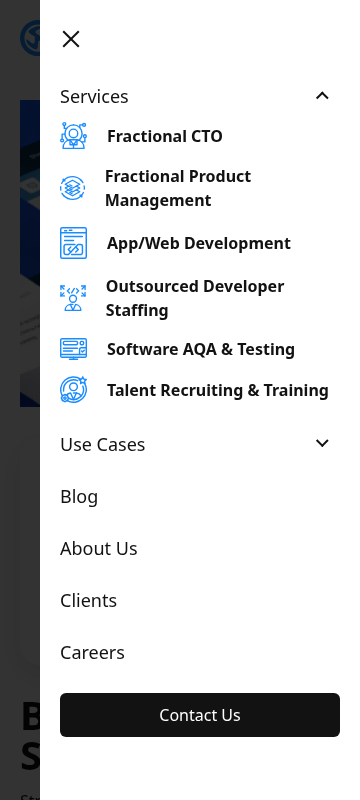 Services
Fractional CTO
Fractional Product
Management
App/Web Development
Outsourced Developer
Staffing
Software AQA & Testing
Talent Recruiting & Training
Use Cases
Blog
About Us
Clients
Careers
Contact Us